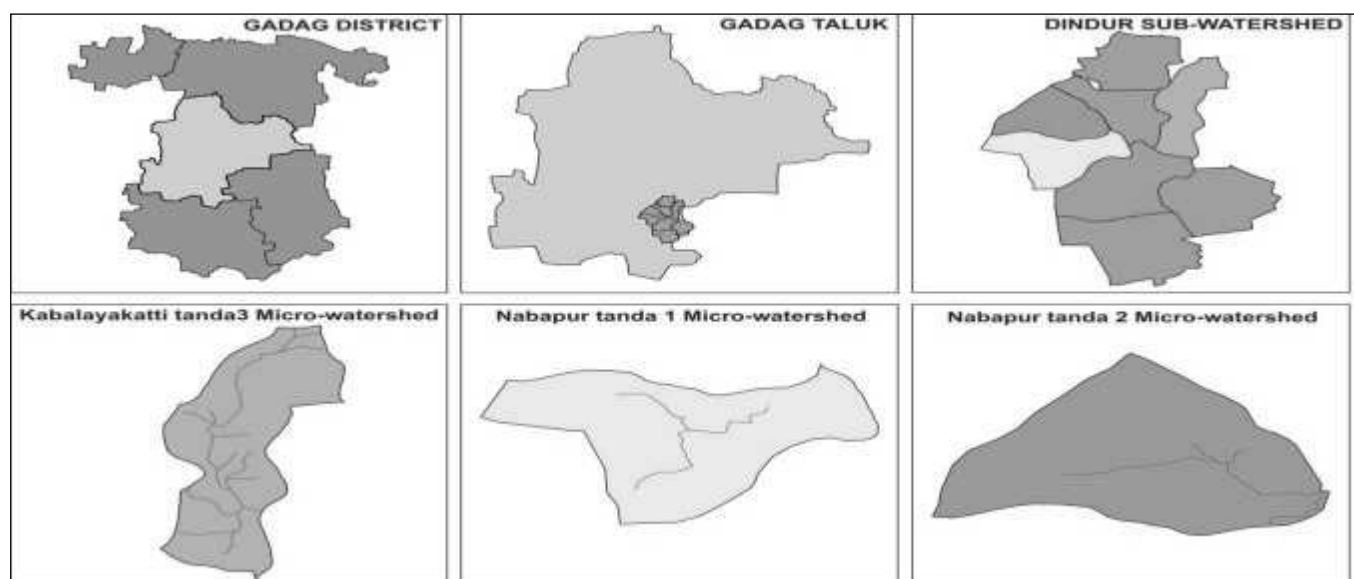 GADAG DISTRICT
GADAG TALUK
DINDUR SUB-WATERSHED
Kabalayakatti tanda3 Micro-watershed
Nabapur tanda 1 Micro-watershed
Nabapur tanda 2 Micro-watershed